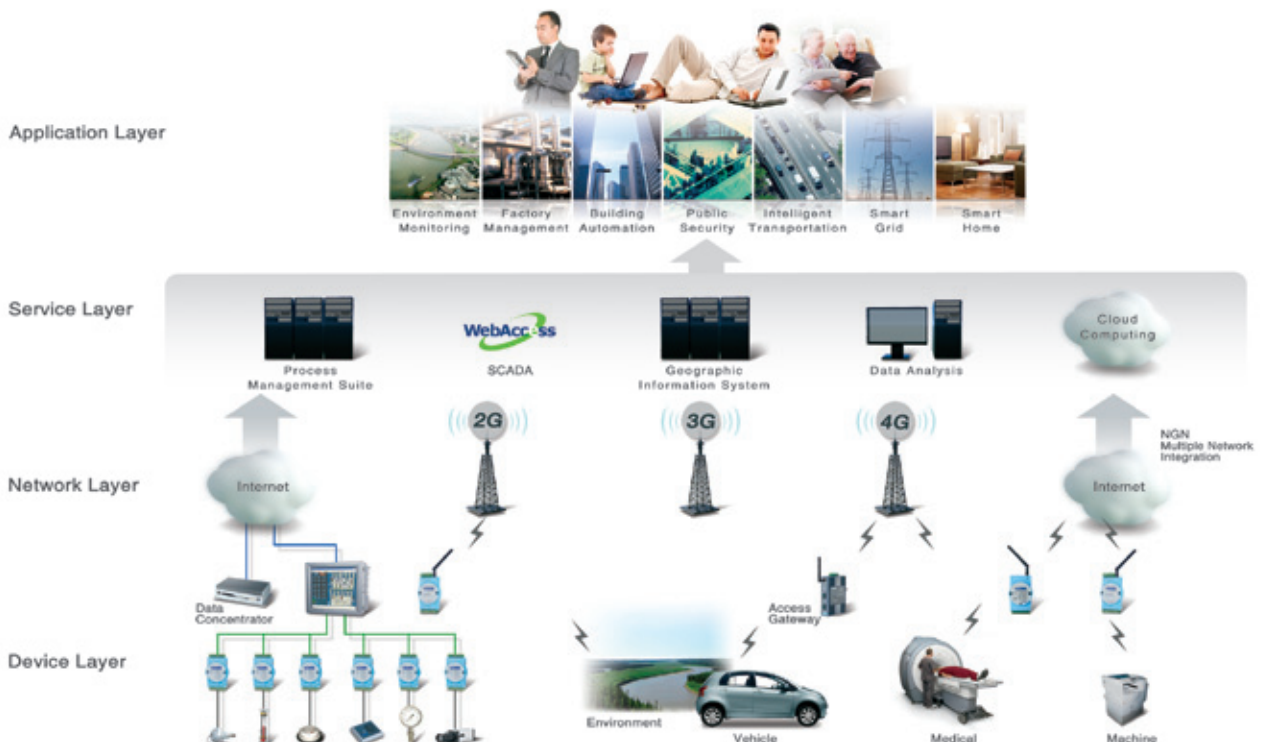 Application Layer
Environment Monitoring
Factory Management
Building Automation
Public Security
Intelligent Transportation
Smart Grid
Smart Home
Service Layer
Process Management Suite
WebAccess
SCADA
Geographic Information System
Data Analysis
Cloud Computing
2G
3G
4G
NGN
Multiple Network
Integration
Network Layer
Internet
Internet
Data
Concentrator
Access
Gateway
Device Layer
Environment
Vehicle
Medical
Machine